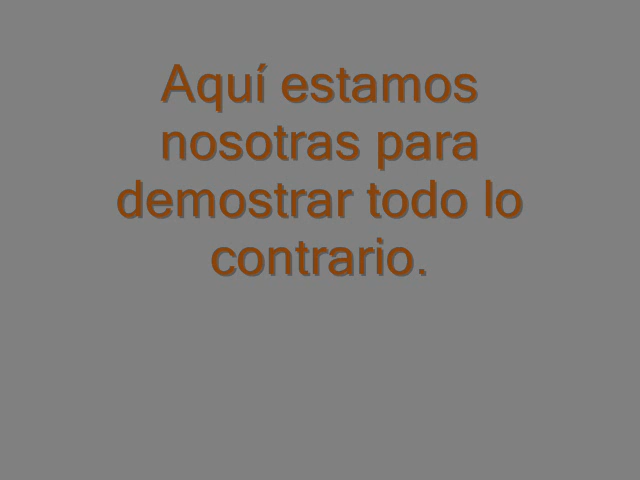 Aquí estamos
nosotras para
demostrar todo lo
contrario.